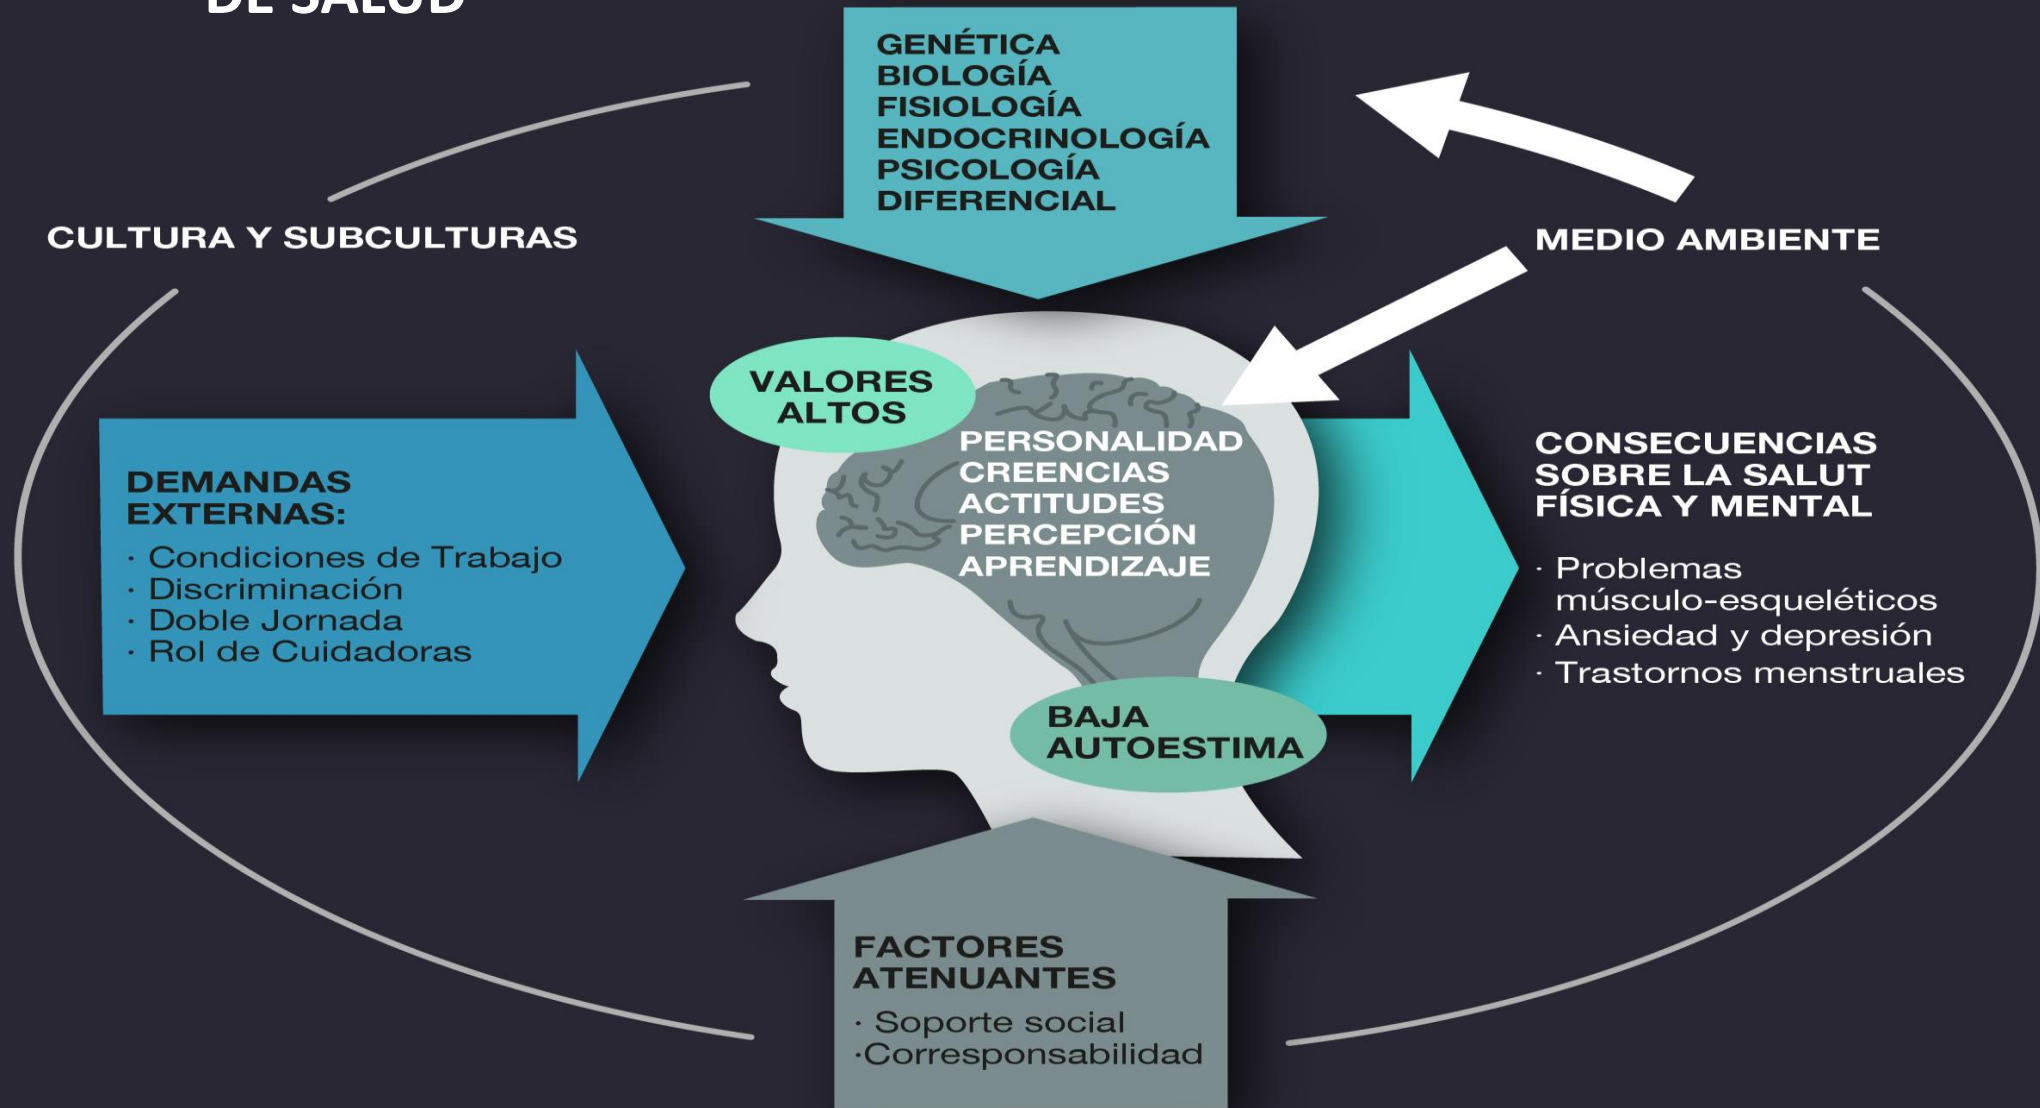 DE SALUD
GENÉTICA
BIOLOGÍA
FISIOLOGÍA
ENDOCRINOLOGÍA
PSICOLOGÍA
DIFERENCIAL
CULTURA Y SUBCULTURAS
MEDIO AMBIENTE
VALORES
ALTOS
PERSONALIDAD
CREENCIAS
ACTITUDES
PERCEPCIÓN
APRENDIZAJE
DEMANDAS
EXTERNAS:
· Condiciones de Trabajo
· Discriminación
· Doble Jornada
· Rol de Cuidadoras
CONSECUENCIAS
SOBRE LA SALUT
FÍSICA Y MENTAL
· Problemas
músculo-esqueléticos
· Ansiedad y depresión
· Trastornos menstruales
BAJA
AUTOESTIMA
FACTORES
ATENUANTES
· Soporte social
·Corresponsabilidad